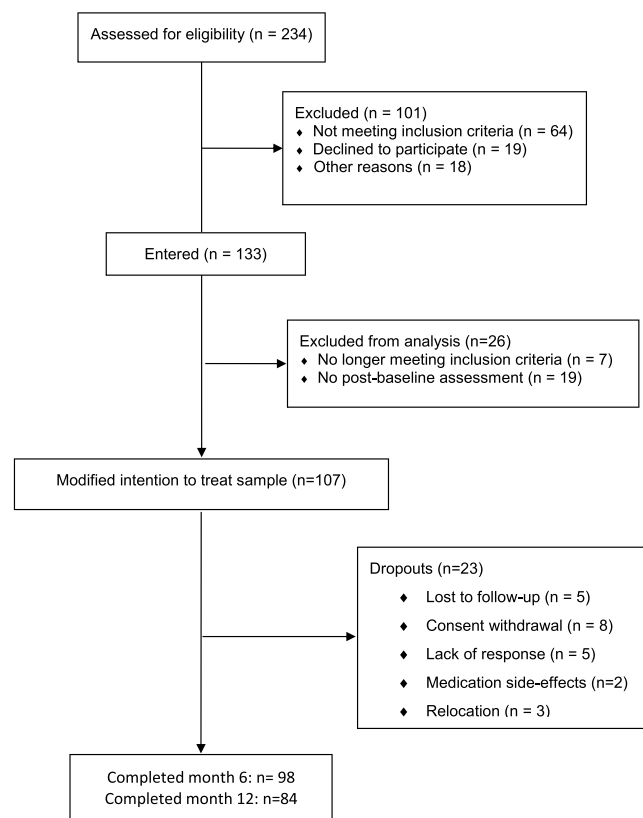 Assessed for eligibility (n = 234)
Excluded (n = 101)
♦ Not meeting inclusion criteria (n = 64)
♦ Declined to participate (n = 19)
♦ Other reasons (n = 18)
Entered (n = 133)
Excluded from analysis (n=26)
♦ No longer meeting inclusion criteria (n = 7)
♦ No post-baseline assessment (n = 19)
Modified intention to treat sample (n=107)
Dropouts (n=23)
♦ Lost to follow-up (n = 5)
♦ Consent withdrawal (n = 8)
♦ Lack of response (n = 5)
♦ Medication side-effects (n=2)
♦ Relocation (n = 3)
Completed month 6: n= 98
Completed month 12: n=84